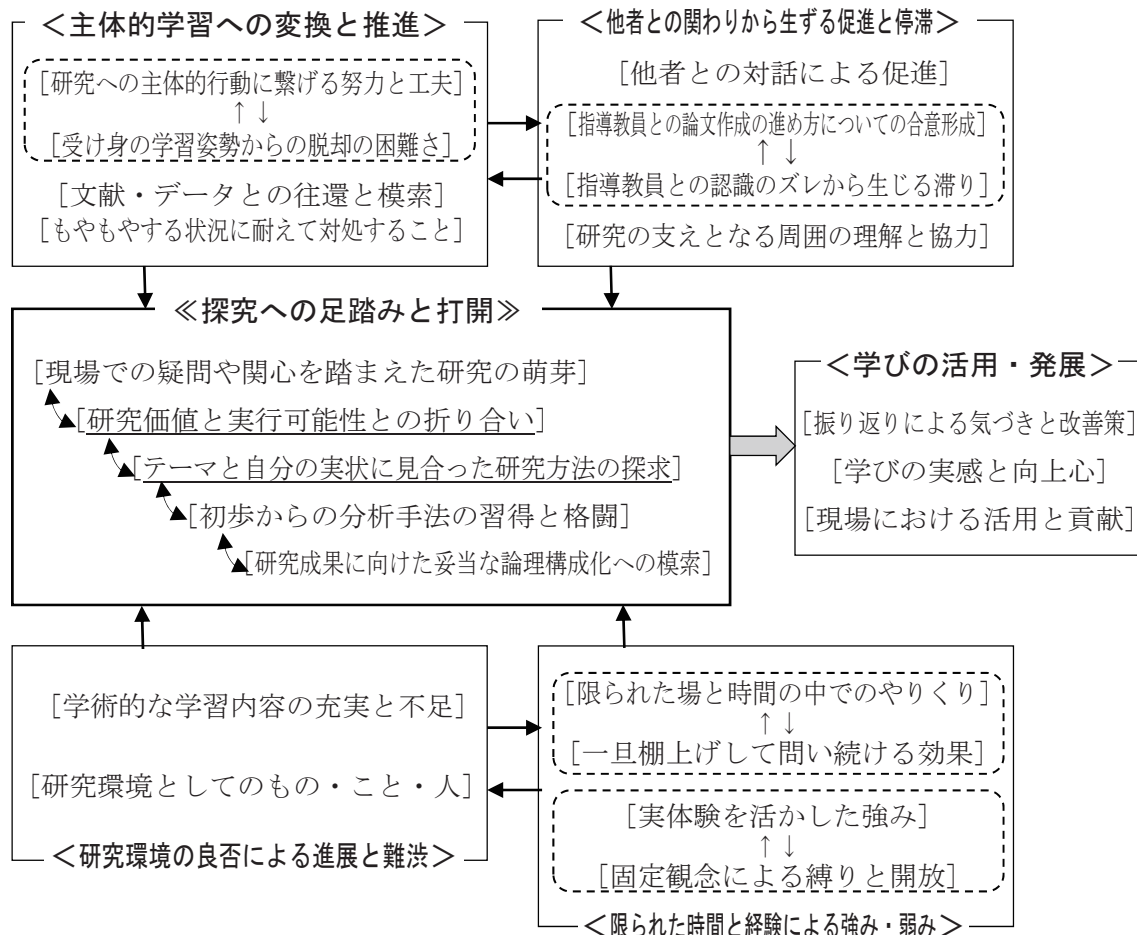 ＜主体的学習への変換と推進＞
[研究への主体的行動に繋げる努力と工夫]
↑↓
[受け身の学習姿勢からの脱却の困難さ]
[文献・データとの往還と模索]
[もやもやする状況に耐えて対処すること]
＜他者との関わりから生ずる促進と停滞＞
[他者との対話による促進]
[指導教員との論文作成の進め方についての合意形成]
↑↓
[指導教員との認識のズレから生じる滞り]
[研究の支えとなる周囲の理解と協力]
≪探究への足踏みと打開≫
[現場での疑問や関心を踏まえた研究の萌芽]
[研究価値と実行可能性との折り合い]
[テーマと自分の実状に見合った研究方法の探求]
[初歩からの分析手法の習得と格闘]
[研究成果に向けた妥当な論理構成化への模索]
＜学びの活用・発展＞
[振り返りによる気づきと改善策]
[学びの実感と向上心]
[現場における活用と貢献]
[学術的な学習内容の充実と不足]
[研究環境としてのもの・こと・人]
＜研究環境の良否による進展と難渋＞
[限られた場と時間の中でのやりくり]
↑↓
[一旦棚上げして問い続ける効果]
[実体験を活かした強み]
↑↓
[固定観念による縛りと開放]
＜限られた時間と経験による強み・弱み＞